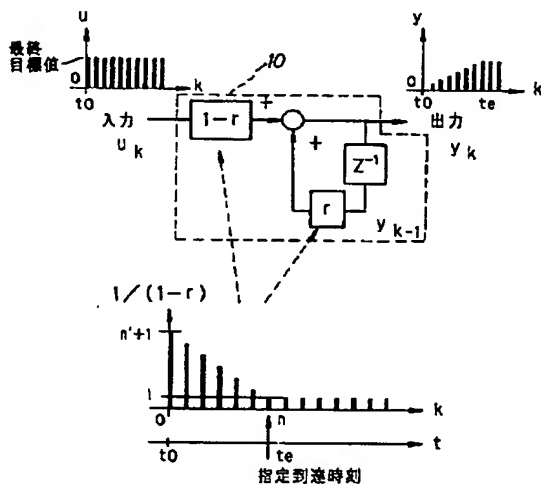 u
最終
目標値
0
t0
k
10
y
0
t0
te
k
入力
u k
1−r
+
+
Z⁻¹
r
出力
y k
y k-1
1/(1−r)
n'+1
1
0
n
k
t0
te
t
指定到達時刻